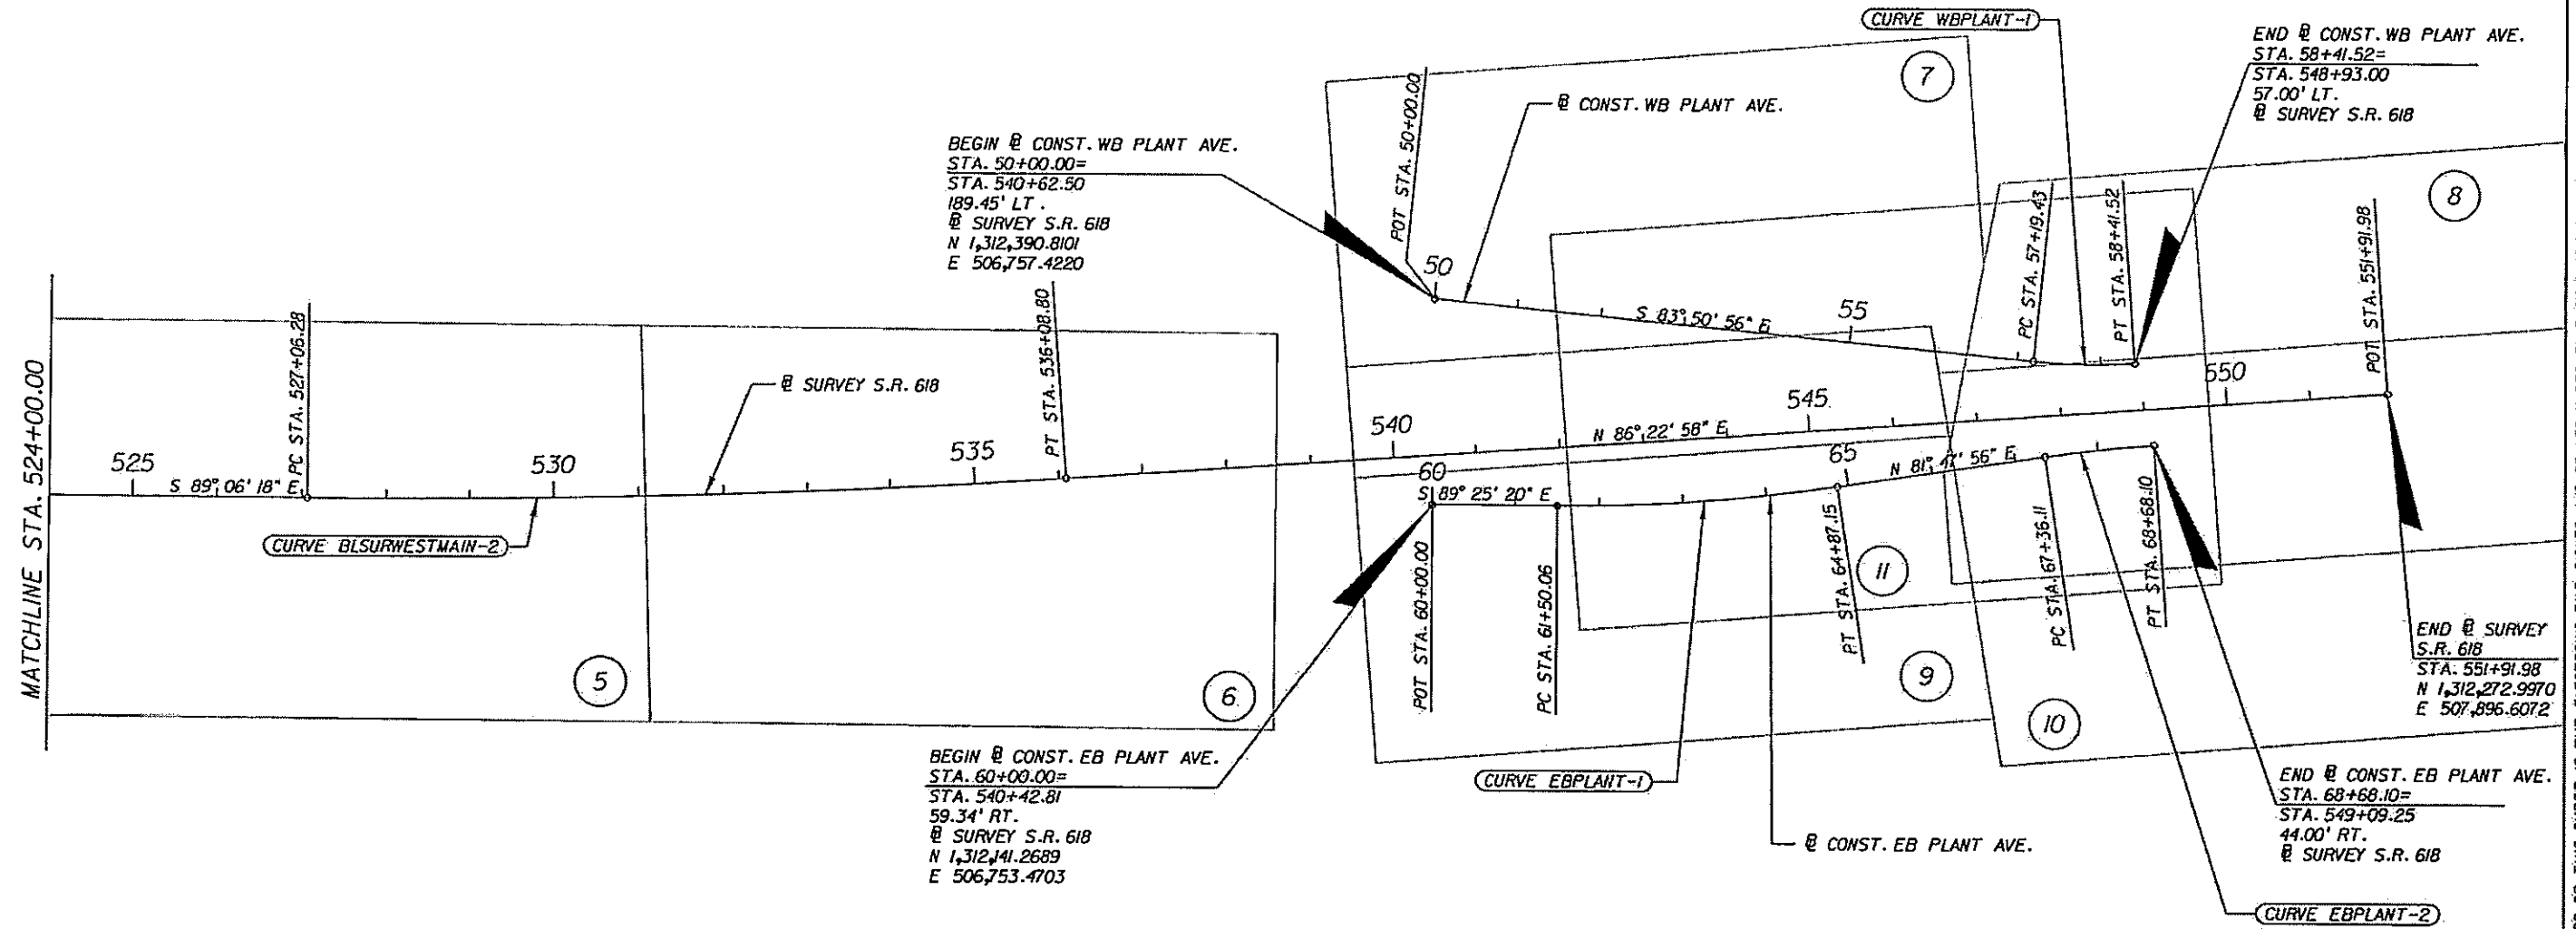 CURVE WBPLANT-1
END ⅊ CONST. WB PLANT AVE.
STA. 58+41.52=
STA. 548+93.00
57.00' LT.
⅊ SURVEY S.R. 618
7
POT STA. 50+00.00
⅊ CONST. WB PLANT AVE.
BEGIN ⅊ CONST. WB PLANT AVE.
STA. 50+00.00=
STA. 540+62.50
189.45' LT.
⅊ SURVEY S.R. 618
N 1,312,390.8101
E 506,757.4220
8
PC STA. 57+19.43
PT STA. 58+41.52
POT STA. 551+91.98
50
S 83° 50' 56" E
55
MATCHLINE STA. 524+00.00
PC STA. 527+06.28
PT STA. 536+08.80
⅊ SURVEY S.R. 618
525
S 89° 06' 18" E
530
535
540
N 86° 22' 58" E
545
550
CURVE BLSURWESTMAIN-2
60
S 89° 25' 20" E
65
N 81° 47' 56" E
POT STA. 60+00.00
PC STA. 61+50.06
PT STA. 64+87.15
PC STA. 67+36.11
PT STA. 68+68.10
11
5
6
9
10
END ⅊ SURVEY
S.R. 618
STA. 551+91.98
N 1,312,272.9970
E 507,896.6072
BEGIN ⅊ CONST. EB PLANT AVE.
STA. 60+00.00=
STA. 540+42.81
59.34' RT.
⅊ SURVEY S.R. 618
N 1,312,141.2689
E 506,753.4703
CURVE EBPLANT-1
⅊ CONST. EB PLANT AVE.
END ⅊ CONST. EB PLANT AVE.
STA. 68+68.10=
STA. 549+09.25
44.00' RT.
⅊ SURVEY S.R. 618
CURVE EBPLANT-2